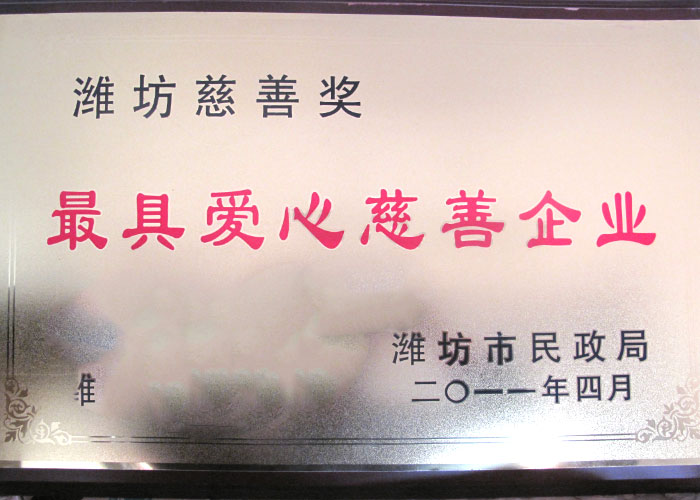 潍坊慈善奖
最具爱心慈善企业
潍坊市民政局
二〇一一年四月